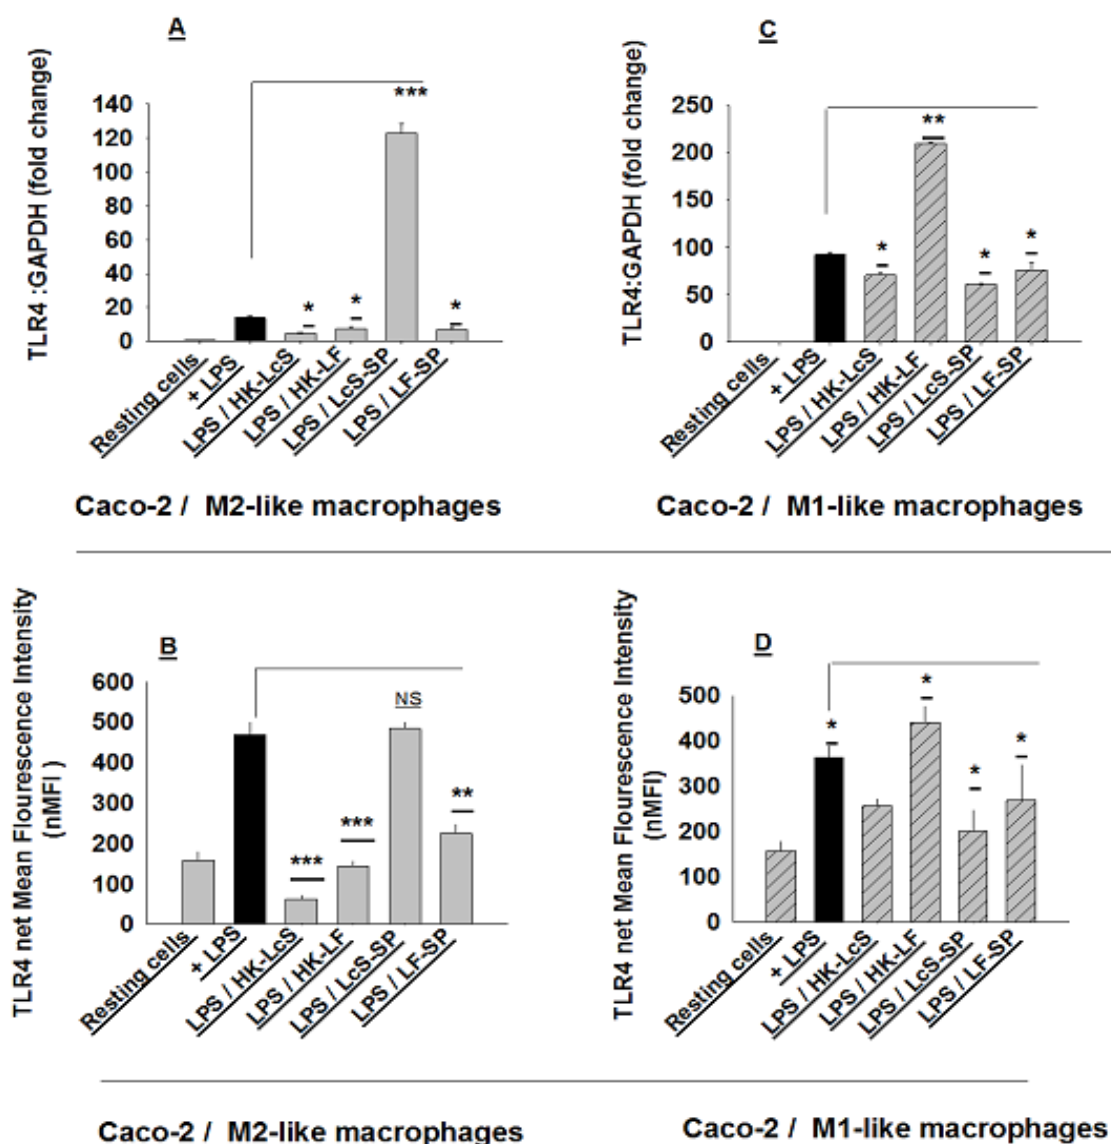 A
TLR4 :GAPDH (fold change)
140
120
100
80
60
40
20
0
***
*
*
*
Resting cells
+ LPS
LPS / HK-LcS
LPS / HK-LF
LPS / LcS-SP
LPS / LF-SP
Caco-2 / M2-like macrophages
C
TLR4:GAPDH (fold change)
250
200
150
100
50
0
**
*
*
*
Resting cells
+ LPS
LPS / HK-LcS
LPS / HK-LF
LPS / LcS-SP
LPS / LF-SP
Caco-2 / M1-like macrophages
B
TLR4 net Mean Flourescence Intensity
(nMFI )
600
500
400
300
200
100
0
NS
**
***
***
Resting cells
+ LPS
LPS / HK-LcS
LPS / HK-LF
LPS / LcS-SP
LPS / LF-SP
Caco-2 / M2-like macrophages
D
TLR4 net Mean Flourescence Intensity
(nMFI)
500
400
300
200
100
0
*
*
*
*
Resting cells
+ LPS
LPS / HK-LcS
LPS / HK-LF
LPS / LcS-SP
LPS / LF-SP
Caco-2 / M1-like macrophages